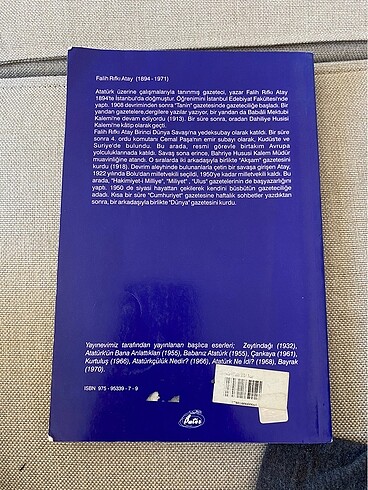 Falih Rıfkı Atay (1894 - 1971)
Atatürk üzerine çalışmalarıyla tanınmış gazeteci, yazar Falih Rıfkı Atay
1894'te İstanbul'da doğmuştur. Öğrenimini İstanbul Edebiyat Fakültesi'nde
yaptı. 1908 devriminden sonra "Tanin" gazetesinde gazeteciliğe başladı. Bir
yandan gazetelere,dergilere yazılar yazıyor, bir yandan da Babıâli Mektubi
Kalemi'ne devam ediyordu (1913). Bir süre sonra, oradan Dahiliye Hususi
Kalemi'ne kâtip olarak geçti.
Falih Rıfkı Atay Birinci Dünya Savaşı'na yedeksubay olarak katıldı. Bir süre
sonra 4. ordu komutanı Cemal Paşa'nın emir subayı olarak, Kudüs'te ve
Suriye'de bulundu. Bu arada, resmi görevle birtakım Avrupa
yolculuklarınada katıldı. Savaş sona erince, Bahriye Hususi Kalem Müdür
muavinliğine atandı. O sıralarda iki arkadaşıyla birlikte "Akşam" gazetesini
kurdu (1918). Devrim aleyhinde bulunanlarla çetin bir savaşa girişen Atay,
1922 yılında Bolu'dan milletvekili seçildi, 1950'ye kadar milletvekili kaldı. Bu
arada, "Hakimiyet-i Milliye", "Milliyet" , "Ulus" gazetelerinin de başyazarlığını
yaptı. 1950 de siyasi hayattan çekilerek kendini büsbütün gazeteciliğe
adadı. Kısa bir süre "Cumhuriyet" gazetesine haftalık sohbetler yazdıktan
sonra, bir arkadaşıyla birlikte "Dünya" gazetesini kurdu.
Yayınevimiz tarafından yayınlanan başlıca eserleri; Zeytindağı (1932),
Atatürk'ün Bana Anlattıkları (1955), Babanız Atatürk (1955), Çankaya (1961),
Kurtuluş (1966), Atatürkçülük Nedir? (1966), Atatürk Ne İdi? (1968), Bayrak
(1970).
ISBN 975 - 95339 - 7 - 9
Bateş